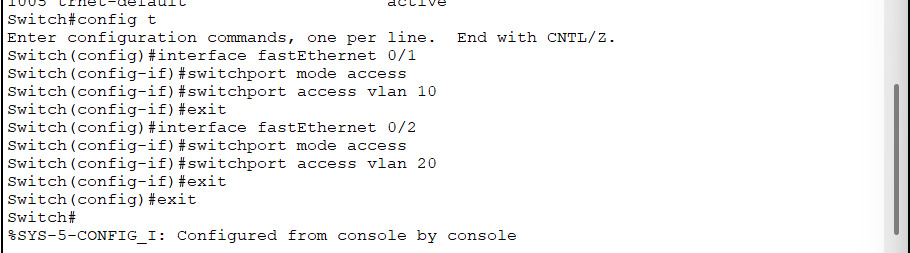 1005 trnet-default active
Switch#config t
Enter configuration commands, one per line.  End with CNTL/Z.
Switch(config)#interface fastEthernet 0/1
Switch(config-if)#switchport mode access
Switch(config-if)#switchport access vlan 10
Switch(config-if)#exit
Switch(config)#interface fastEthernet 0/2
Switch(config-if)#switchport mode access
Switch(config-if)#switchport access vlan 20
Switch(config-if)#exit
Switch(config)#exit
Switch#
%SYS-5-CONFIG_I: Configured from console by console